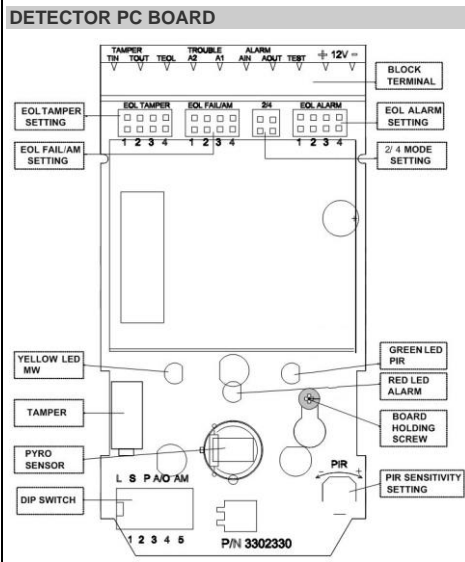 DETECTOR PC BOARD
TAMPER TROUBLE ALARM
TIN TOUT TEOL A2 A1 AIN AOUT TEST + 12V -
BLOCK
TERMINAL
EOL TAMPER
SETTING
EOL TAMPER EOL FAIL/AM 2/4 EOL ALARM
EOL ALARM
SETTING
1 2 3 4 1 2 3 4 1 2 3 4
EOL FAIL/AM
SETTING
2/ 4 MODE
SETTING
+
YELLOW LED
MW
GREEN LED
PIR
RED LED
ALARM
TAMPER
BOARD
HOLDING
SCREW
PYRO
SENSOR
PIR
- +
L S P A/O AM
PIR SENSITIVITY
SETTING
DIP SWITCH
1 2 3 4 5
P/N 3302330